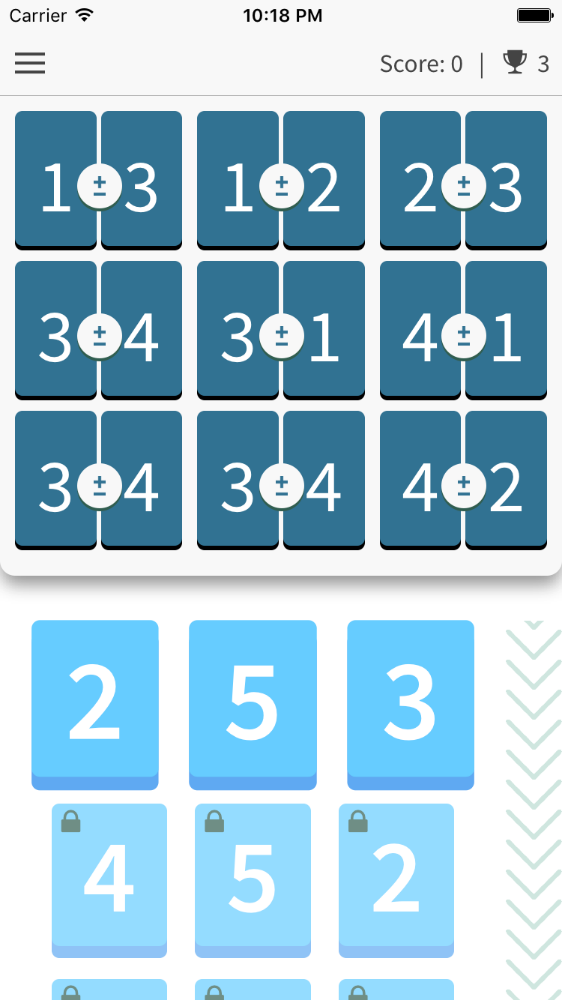 Carrier 10:18 PM
Score: 0 | 3
1 ± 3 1 ± 2 2 ± 3
3 ± 4 3 ± 1 4 ± 1
3 ± 4 3 ± 4 4 ± 2
2 5 3
4 5 2